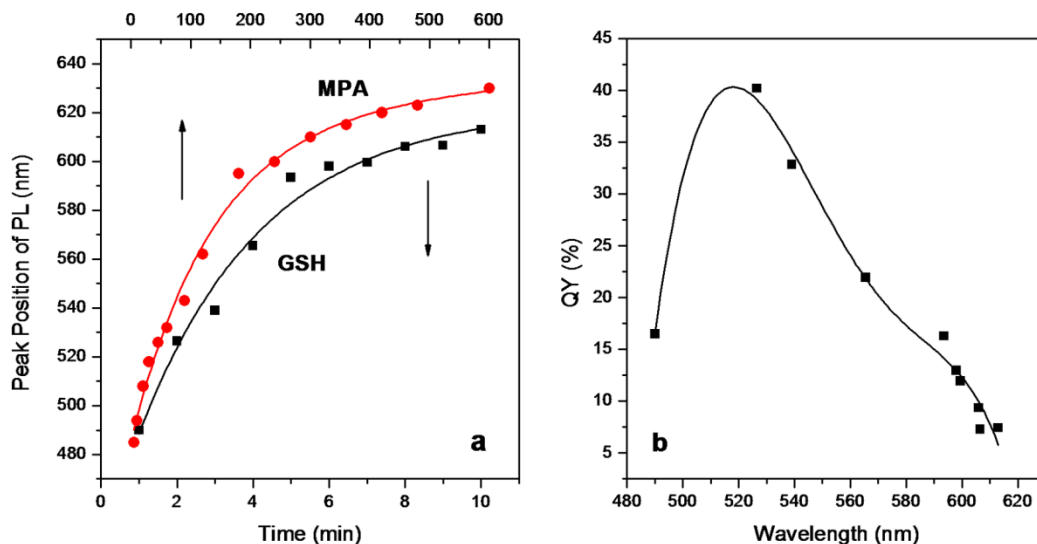 0 100 200 300 400 500 600
640
620
600
580
560
540
520
500
480
Peak Position of PL (nm)
MPA
GSH
a
0 2 4 6 8 10
Time (min)
45
40
35
30
25
20
15
10
5
QY (%)
b
480 500 520 540 560 580 600 620
Wavelength (nm)